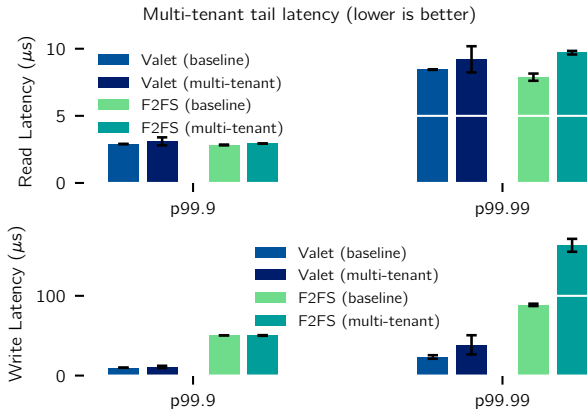 Multi-tenant tail latency (lower is better)
Read Latency (μs)
10
5
0
Valet (baseline)
Valet (multi-tenant)
F2FS (baseline)
F2FS (multi-tenant)
p99.9
p99.99
Write Latency (μs)
100
0
Valet (baseline)
Valet (multi-tenant)
F2FS (baseline)
F2FS (multi-tenant)
p99.9
p99.99